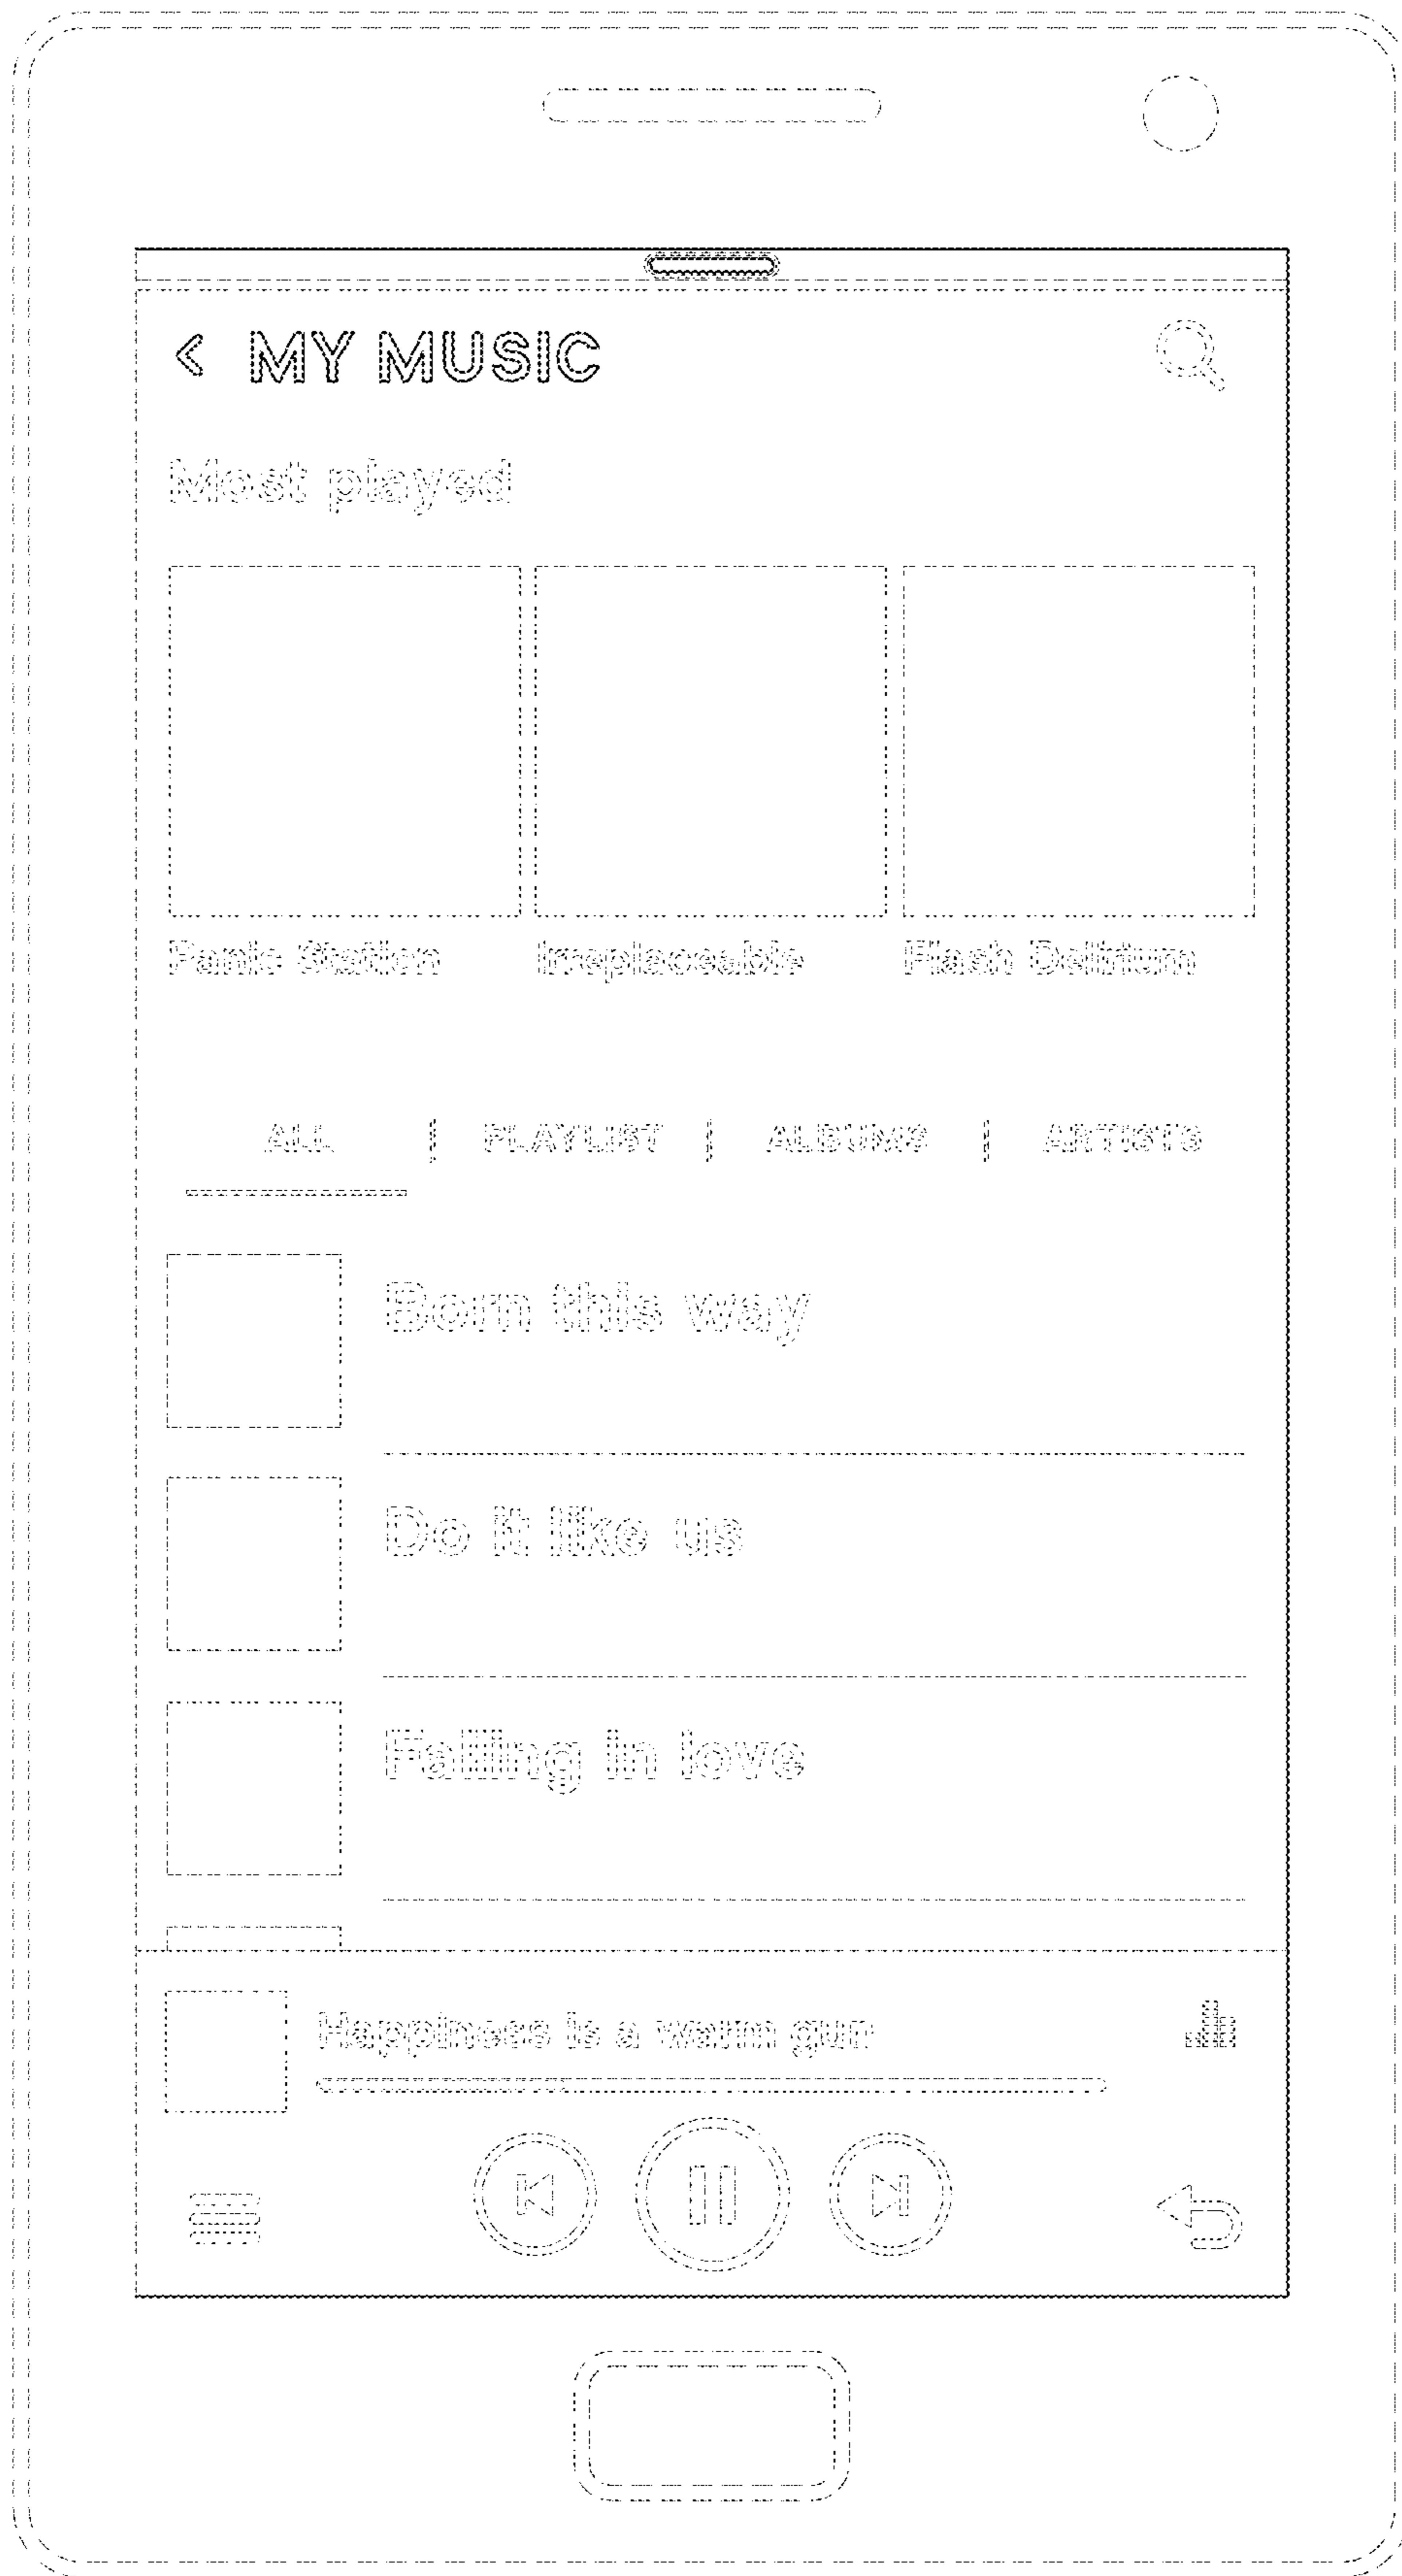 MY MUSIC
Most played
Panic Station Irreplaceable Flash Delirium
ALL | PLAYLIST | ALBUMS | ARTISTS
Born this way
Do it like us
Falling in love
Happiness is a warm gun